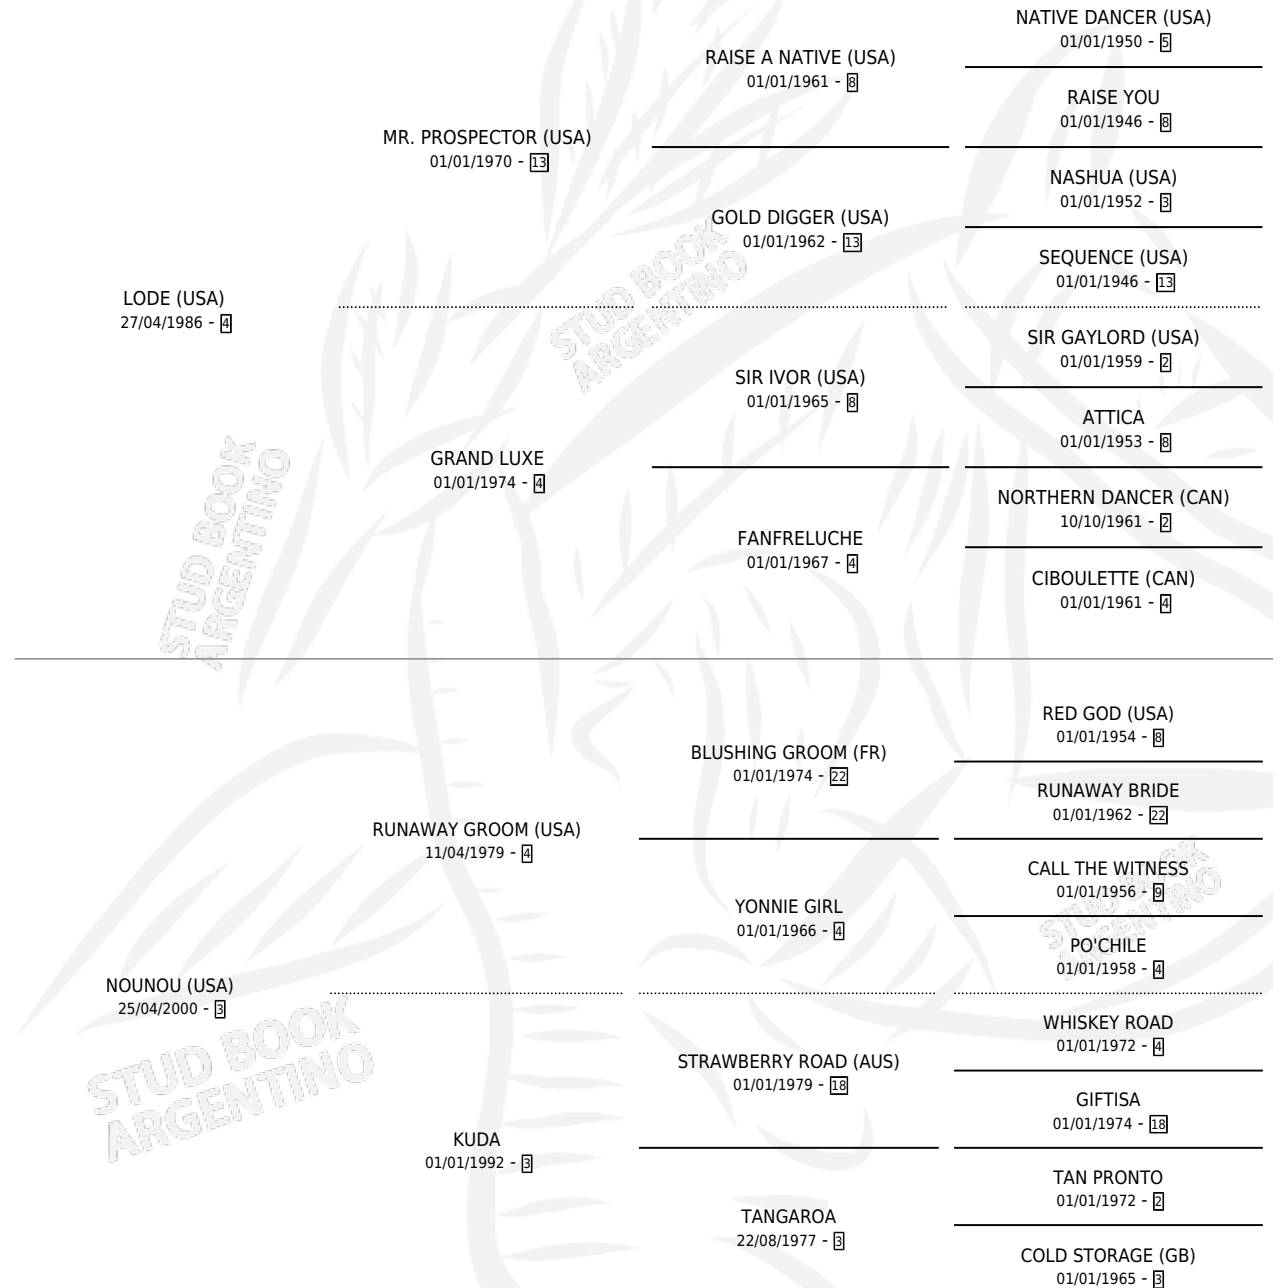 NATIVE DANCER (USA)
01/01/1950 - 5
RAISE A NATIVE (USA)
01/01/1961 - 8
RAISE YOU
01/01/1946 - 8
MR. PROSPECTOR (USA)
01/01/1970 - 13
NASHUA (USA)
01/01/1952 - 3
GOLD DIGGER (USA)
01/01/1962 - 13
SEQUENCE (USA)
01/01/1946 - 13
LODE (USA)
27/04/1986 - 4
STUD BOOK
ARGENTINO
SIR GAYLORD (USA)
01/01/1959 - 2
SIR IVOR (USA)
01/01/1965 - 8
ATTICA
01/01/1953 - 8
GRAND LUXE
01/01/1974 - 4
NORTHERN DANCER (CAN)
10/10/1961 - 2
FANFRELUCHE
01/01/1967 - 4
CIBOULETTE (CAN)
01/01/1961 - 4
STUD BOOK
ARGENTINO
RED GOD (USA)
01/01/1954 - 8
BLUSHING GROOM (FR)
01/01/1974 - 22
RUNAWAY BRIDE
01/01/1962 - 22
RUNAWAY GROOM (USA)
11/04/1979 - 4
CALL THE WITNESS
01/01/1956 - 9
YONNIE GIRL
01/01/1966 - 4
STUD BOOK
ARGENTINO
PO'CHILE
01/01/1958 - 4
NOUNOU (USA)
25/04/2000 - 3
WHISKEY ROAD
01/01/1972 - 4
STRAWBERRY ROAD (AUS)
01/01/1979 - 18
STUD BOOK
ARGENTINO
GIFTISA
01/01/1974 - 18
KUDA
01/01/1992 - 3
TAN PRONTO
01/01/1972 - 2
TANGAROA
22/08/1977 - 3
COLD STORAGE (GB)
01/01/1965 - 3